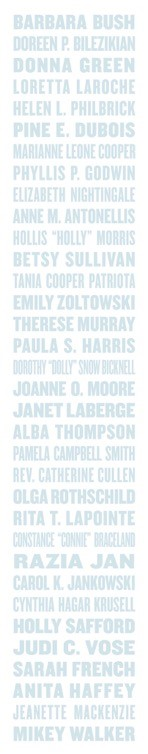 BARBARA BUSH
DOREEN P. BILEZIKIAN
DONNA GREEN
LORETTA LAROCHE
HELEN L. PHILBRICK
PINE E. DUBOIS
MARIANNE LEONE COOPER
PHYLLIS P. GODWIN
ELIZABETH NIGHTINGALE
ANNE M. ANTONELLIS
HOLLIS "HOLLY" MORRIS
BETSY SULLIVAN
TANIA COOPER PATRIOTA
EMILY ZOLTOWSKI
THERESE MURRAY
PAULA S. HARRIS
DOROTHY "DOLLY" SNOW BICKNELL
JOANNE O. MOORE
JANET LABERGE
ALBA THOMPSON
PAMELA CAMPBELL SMITH
REV. CATHERINE CULLEN
OLGA ROTHSCHILD
RITA T. LAPOINTE
CONSTANCE "CONNIE" DRAGELAND
RAZIA JAN
CAROL K. JANKOWSKI
CYNTHIA HAGAR KRUSELL
HOLLY SAFFORD
JUDI C. VOSE
SARAH FRENCH
ANITA HAFFEY
JEANETTE MACKENZIE
MIKEY WALKER